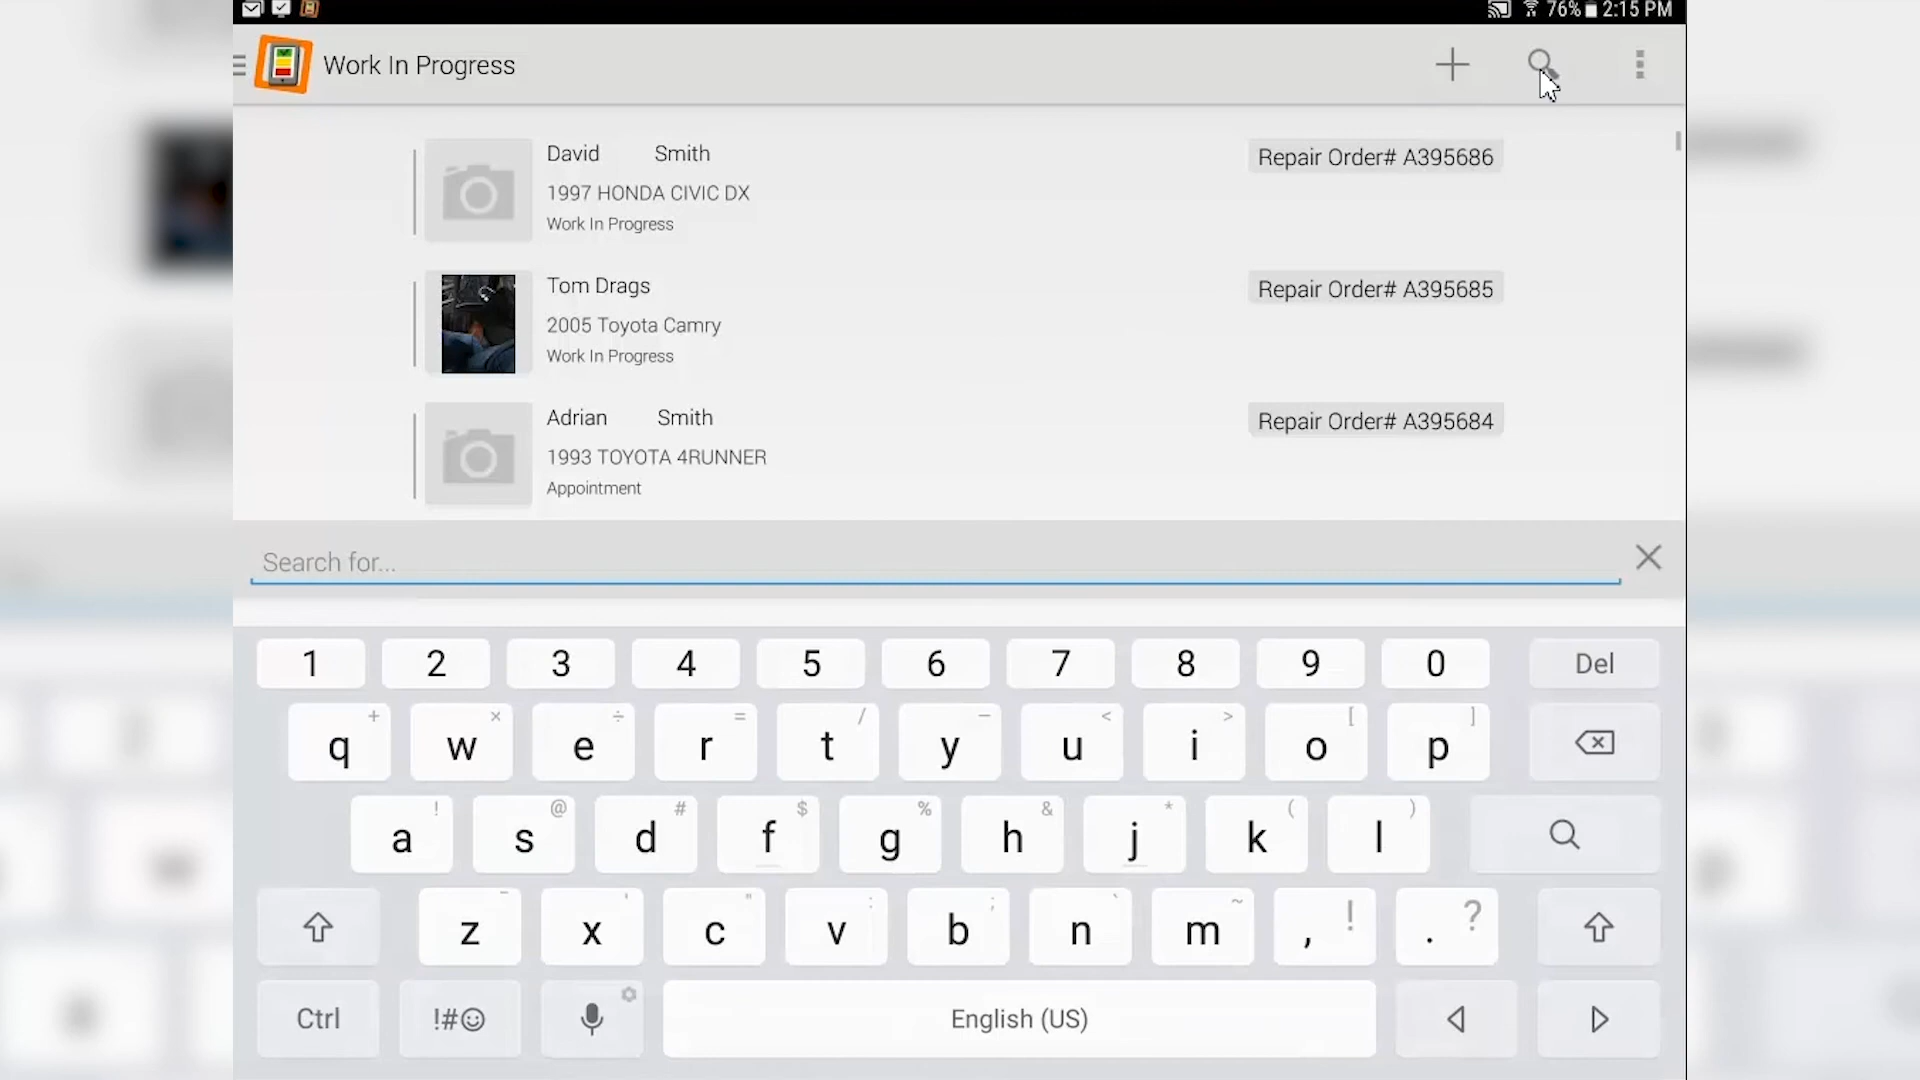 76% 2:15 PM
Work In Progress
David Smith
Repair Order# A395686
1997 HONDA CIVIC DX
Work In Progress
Tom Drags
Repair Order# A395685
2005 Toyota Camry
Work In Progress
Adrian Smith
Repair Order# A395684
1993 TOYOTA 4RUNNER
Appointment
Search for...
1 2 3 4 5 6 7 8 9 0 Del
+ × ÷ = / − < > [ ]
q w e r t y u i o p
! @ # $ % & * ( )
a s d f g h j k l
- ' " : ; ` ~ ! ?
z x c v b n m , .
Ctrl !#☺ English (US)